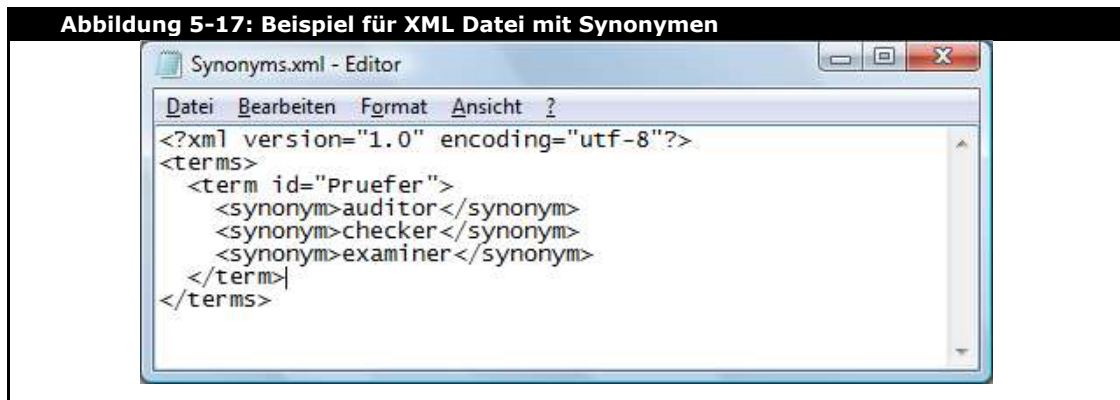 Abbildung 5-17: Beispiel für XML Datei mit Synonymen
Synonyms.xml - Editor
Datei Bearbeiten Format Ansicht ?
<?xml version="1.0" encoding="utf-8"?>
<terms>
  <term id="Pruefer">
    <synonym>auditor</synonym>
    <synonym>checker</synonym>
    <synonym>examiner</synonym>
  </term>
</terms>